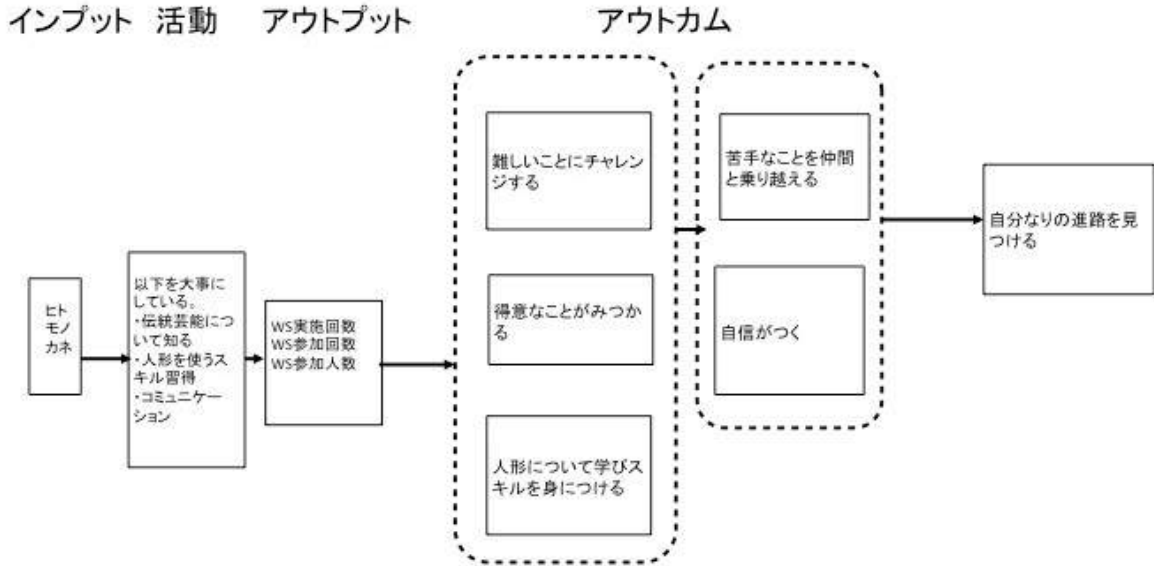 インプット 活動 アウトプット アウトカム
ヒト
モノ
カネ
以下を大事に
している。
・伝統芸能につ
いて知る
・人形を使うス
キル習得
・コミュニケー
ション
WS実施回数
WS参加回数
WS参加人数
難しいことにチャレン
ジする
得意なことがみつか
る
人形について学びス
キルを身につける
苦手なことを仲間
と乗り越える
自信がつく
自分なりの進路を見
つける